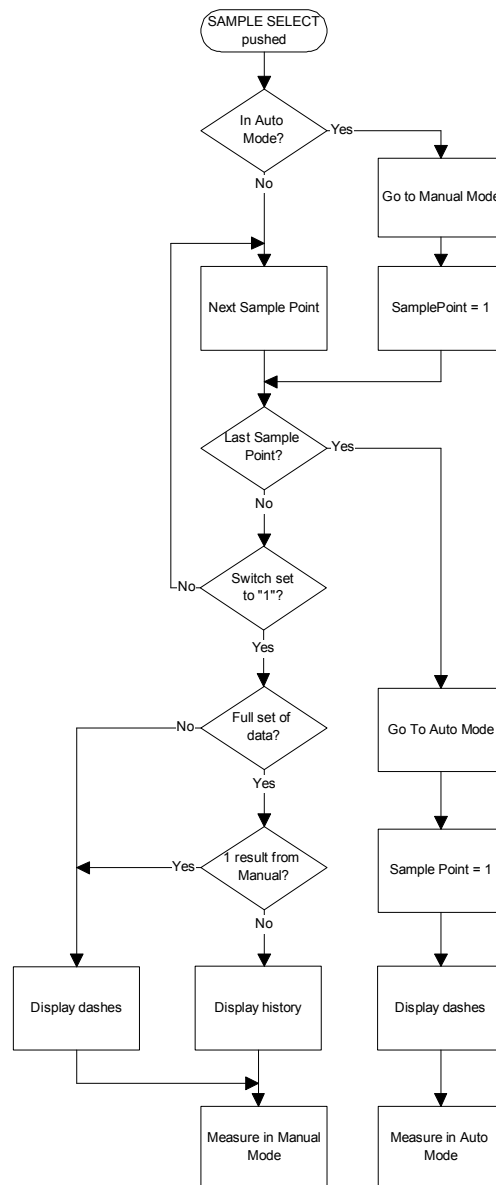 SAMPLE SELECT
pushed
In Auto
Mode?
Yes
No
Go to Manual Mode
Next Sample Point
SamplePoint = 1
Last Sample
Point?
Yes
No
Switch set
to "1"?
No
Yes
Full set of
data?
No
Yes
Go To Auto Mode
1 result from
Manual?
Yes
No
Sample Point = 1
Display dashes
Display history
Display dashes
Measure in Manual
Mode
Measure in Auto
Mode